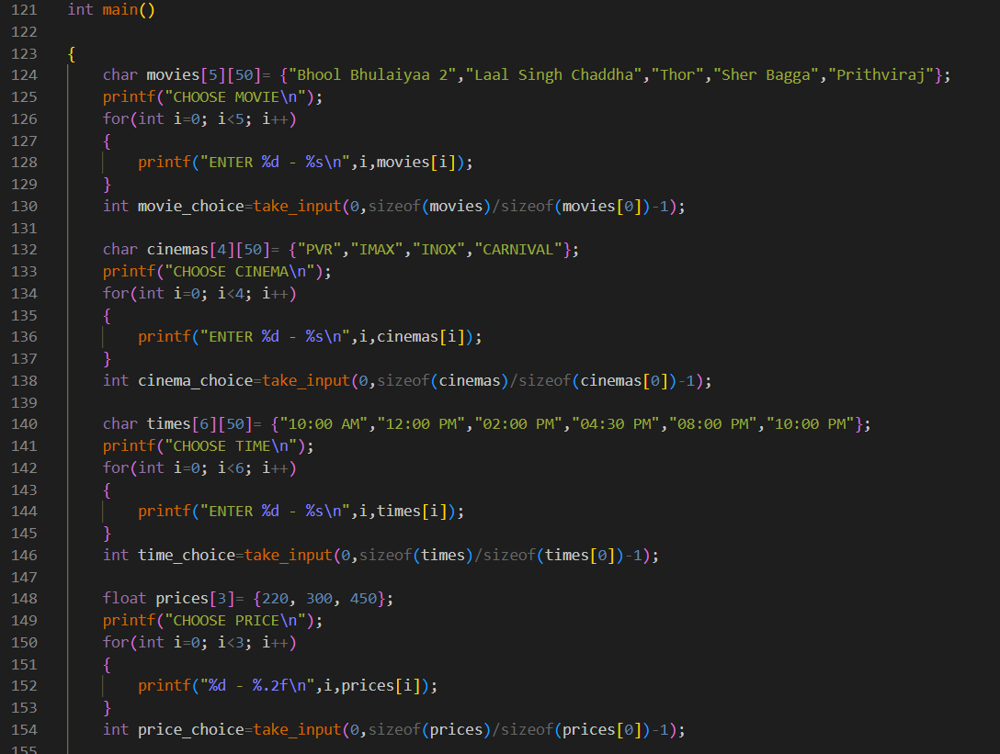 121 int main()
122
123 {
124 char movies[5][50]= {"Bhool Bhulaiyaa 2","Laal Singh Chaddha","Thor","Sher Bagga","Prithviraj"};
125 printf("CHOOSE MOVIE\n");
126 for(int i=0; i<5; i++)
127 {
128 printf("ENTER %d - %s\n",i,movies[i]);
129 }
130 int movie_choice=take_input(0,sizeof(movies)/sizeof(movies[0])-1);
131
132 char cinemas[4][50]= {"PVR","IMAX","INOX","CARNIVAL"};
133 printf("CHOOSE CINEMA\n");
134 for(int i=0; i<4; i++)
135 {
136 printf("ENTER %d - %s\n",i,cinemas[i]);
137 }
138 int cinema_choice=take_input(0,sizeof(cinemas)/sizeof(cinemas[0])-1);
139
140 char times[6][50]= {"10:00 AM","12:00 PM","02:00 PM","04:30 PM","08:00 PM","10:00 PM"};
141 printf("CHOOSE TIME\n");
142 for(int i=0; i<6; i++)
143 {
144 printf("ENTER %d - %s\n",i,times[i]);
145 }
146 int time_choice=take_input(0,sizeof(times)/sizeof(times[0])-1);
147
148 float prices[3]= {220, 300, 450};
149 printf("CHOOSE PRICE\n");
150 for(int i=0; i<3; i++)
151 {
152 printf("%d - %.2f\n",i,prices[i]);
153 }
154 int price_choice=take_input(0,sizeof(prices)/sizeof(prices[0])-1);
155